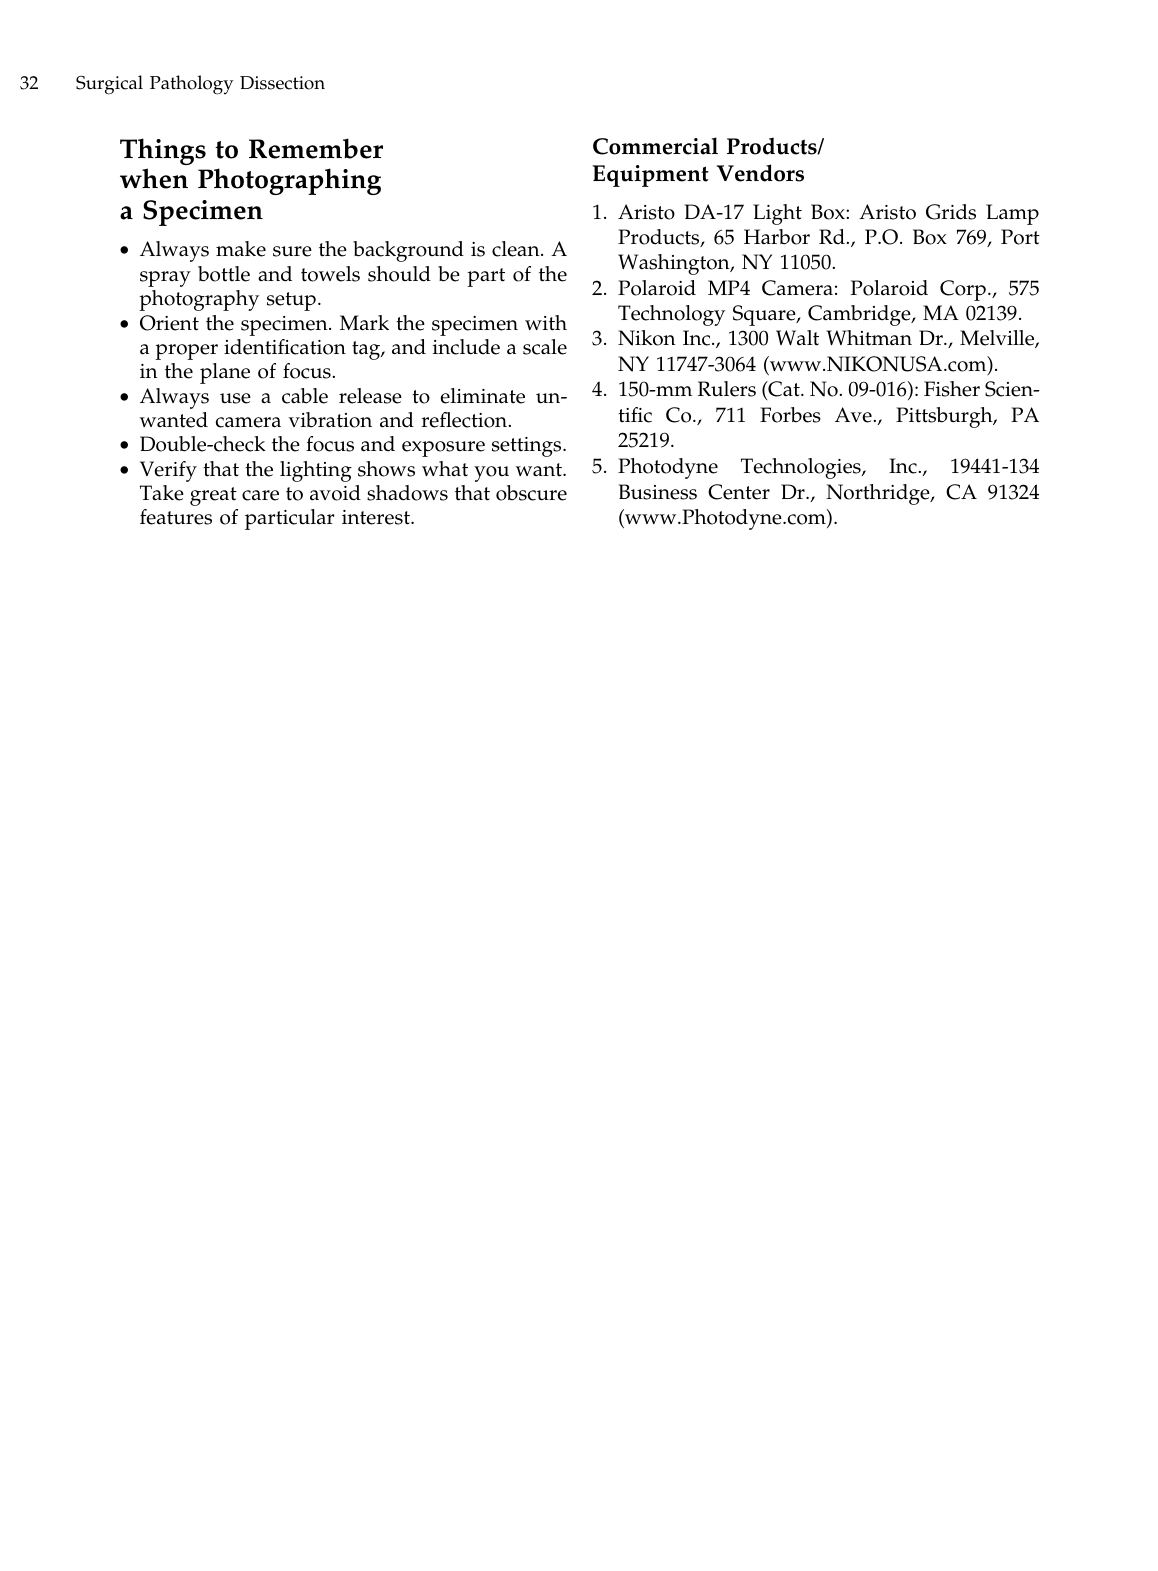 32 Surgical Pathology Dissection
Things to Remember
when Photographing
a Specimen
• Always make sure the background is clean. A
spray bottle and towels should be part of the
photography setup.
• Orient the specimen. Mark the specimen with
a proper identification tag, and include a scale
in the plane of focus.
• Always use a cable release to eliminate un-
wanted camera vibration and reflection.
• Double-check the focus and exposure settings.
• Verify that the lighting shows what you want.
Take great care to avoid shadows that obscure
features of particular interest.
Commercial Products/
Equipment Vendors
1. Aristo DA-17 Light Box: Aristo Grids Lamp
Products, 65 Harbor Rd., P.O. Box 769, Port
Washington, NY 11050.
2. Polaroid MP4 Camera: Polaroid Corp., 575
Technology Square, Cambridge, MA 02139.
3. Nikon Inc., 1300 Walt Whitman Dr., Melville,
NY 11747-3064 (www.NIKONUSA.com).
4. 150-mm Rulers (Cat. No. 09-016): Fisher Scien-
tific Co., 711 Forbes Ave., Pittsburgh, PA
25219.
5. Photodyne Technologies, Inc., 19441-134
Business Center Dr., Northridge, CA 91324
(www.Photodyne.com).